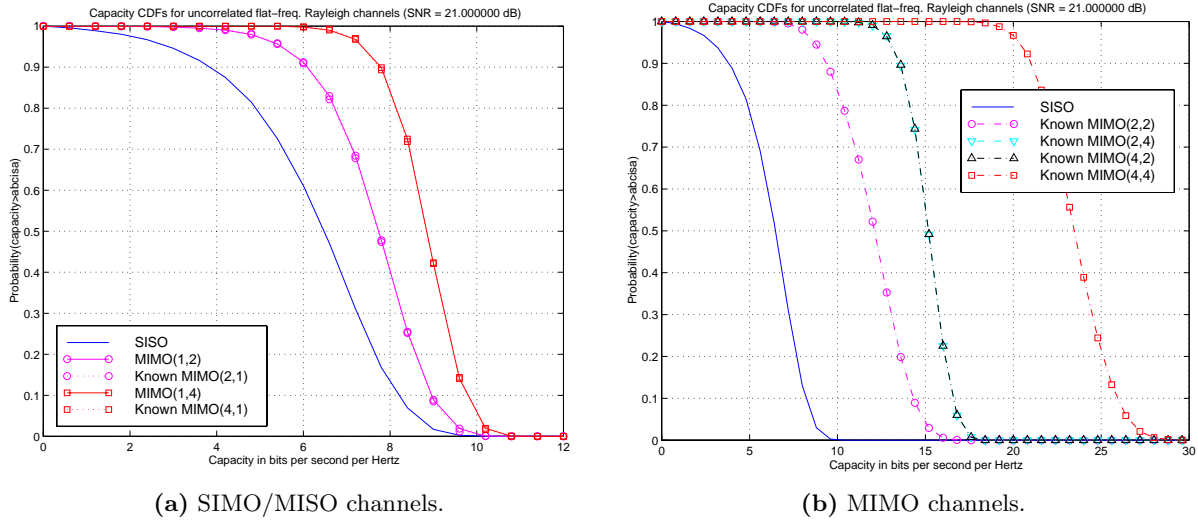 Capacity CDFs for uncorrelated flat−freq. Rayleigh channels (SNR = 21.000000 dB)
1
0.9
0.8
0.7
0.6
0.5
0.4
0.3
0.2
0.1
0
Probability(capacity>abcisa)
SISO
MIMO(1,2)
Known MIMO(2,1)
MIMO(1,4)
Known MIMO(4,1)
0 2 4 6 8 10 12
Capacity in bits per second per Hertz
(a) SIMO/MISO channels.
Capacity CDFs for uncorrelated flat−freq. Rayleigh channels (SNR = 21.000000 dB)
1
0.9
0.8
0.7
0.6
0.5
0.4
0.3
0.2
0.1
0
Probability(capacity>abcisa)
SISO
Known MIMO(2,2)
Known MIMO(2,4)
Known MIMO(4,2)
Known MIMO(4,4)
0 5 10 15 20 25 30
Capacity in bits per second per Hertz
(b) MIMO channels.